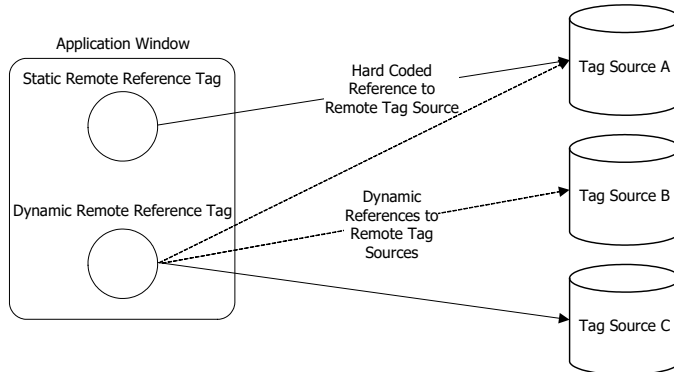 Application Window
Static Remote Reference Tag
Hard Coded
Reference to
Remote Tag Source
Tag Source A
Dynamic Remote Reference Tag
Dynamic
References to
Remote Tag
Sources
Tag Source B
Tag Source C